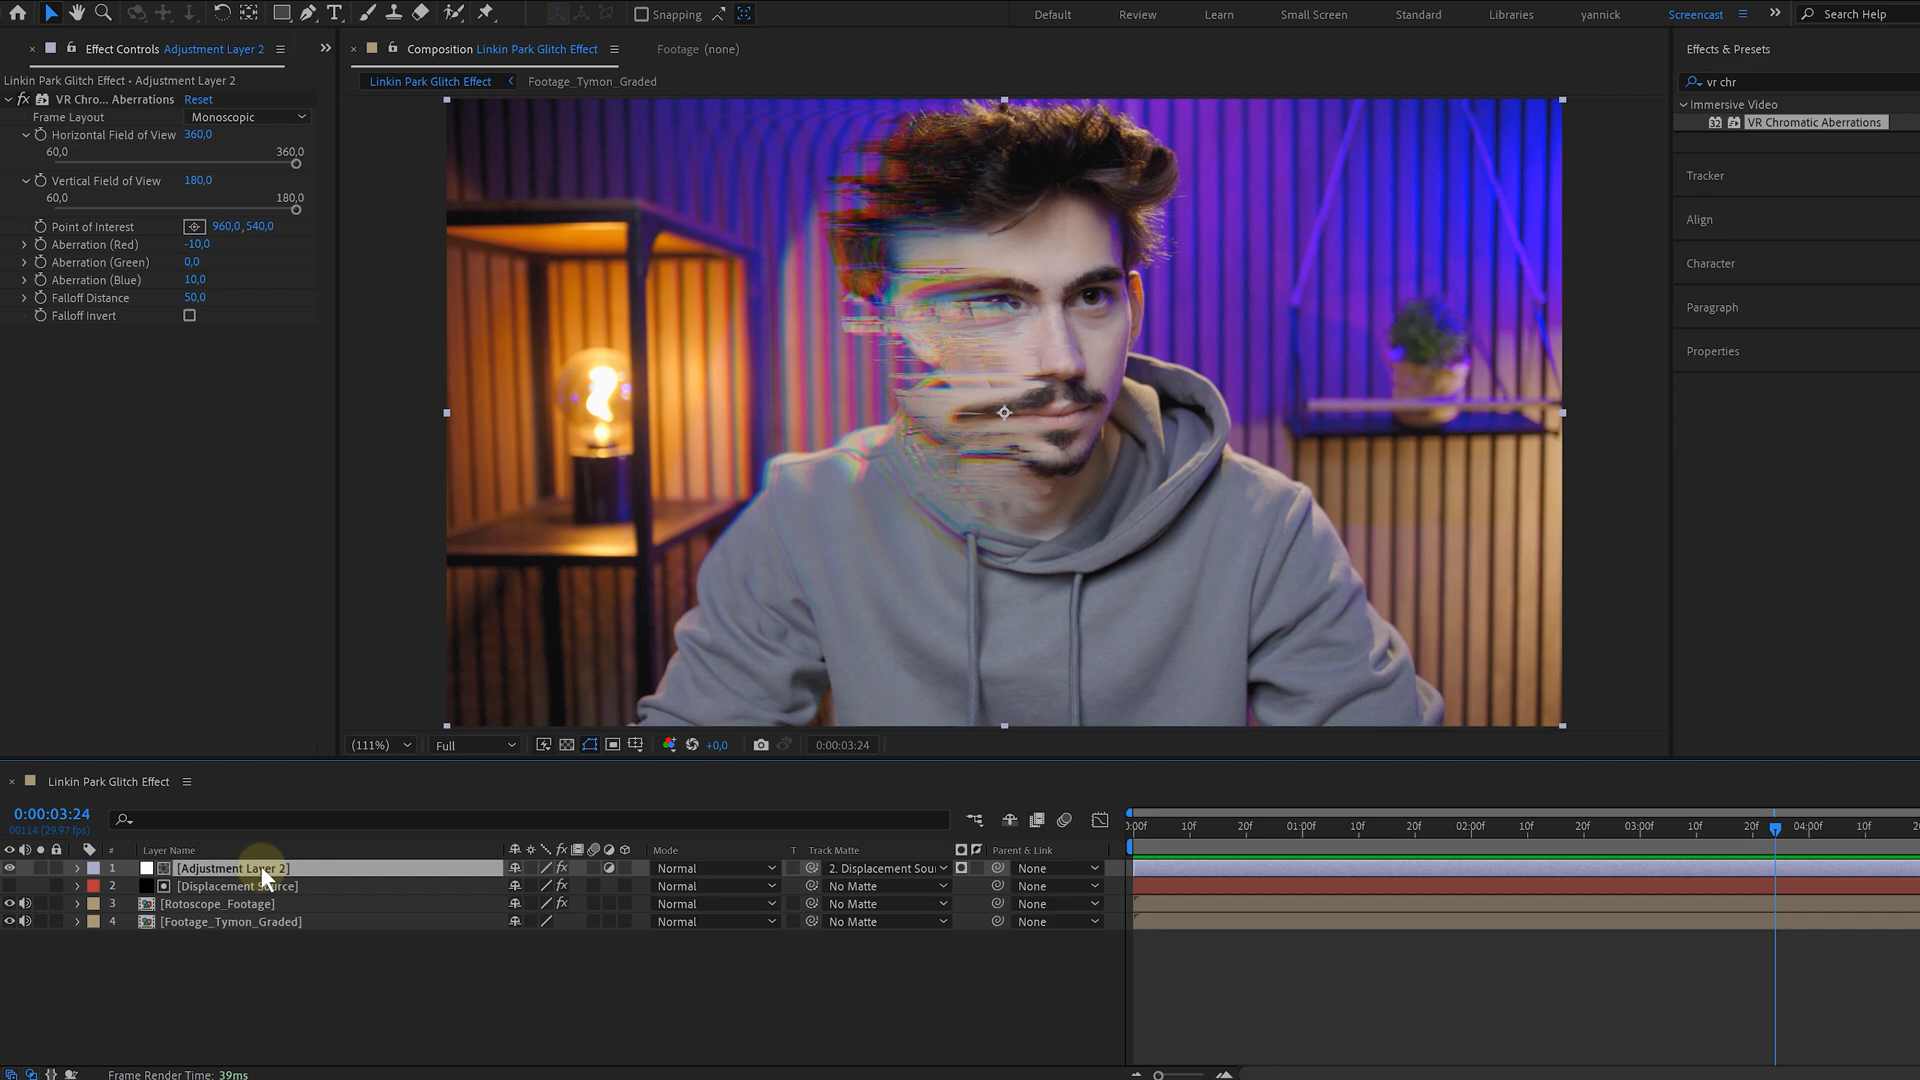 Snapping
Default Review Learn Small Screen Standard Libraries yannick Screencast Search Help
Effect Controls Adjustment Layer 2
Composition Linkin Park Glitch Effect
Footage (none)
Effects & Presets
Linkin Park Glitch Effect • Adjustment Layer 2
Linkin Park Glitch Effect
Footage_Tymon_Graded
vr chr
fx VR Chro... Aberrations Reset
Immersive Video
Frame Layout Monoscopic
32 VR Chromatic Aberrations
Horizontal Field of View 360,0
60,0 360,0
Tracker
Vertical Field of View 180,0
60,0 180,0
Align
Point of Interest 960,0,540,0
Aberration (Red) -10,0
Aberration (Green) 0,0
Character
Aberration (Blue) 10,0
Falloff Distance 50,0
Paragraph
Falloff Invert
Properties
(111%) Full +0,0 0:00:03:24
Linkin Park Glitch Effect
0:00:03:24
00114 (29.97 fps)
0:00f 10f 20f 01:00f 10f 20f 02:00f 10f 20f 03:00f 10f 20f 04:00f 10f
# Layer Name fx Mode T Track Matte Parent & Link
1 [Adjustment Layer 2] fx Normal 2. Displacement Sour None
2 [Displacement Source] fx Normal No Matte None
3 [Rotoscope_Footage] fx Normal No Matte None
4 [Footage_Tymon_Graded] Normal No Matte None
Frame Render Time: 39ms